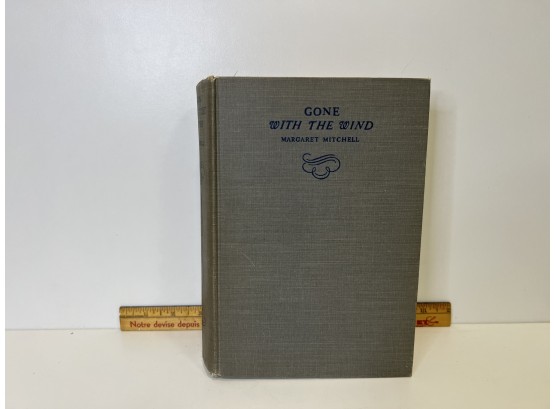 GONE
WITH THE WIND
MARGARET MITCHELL
Notre devise depuis